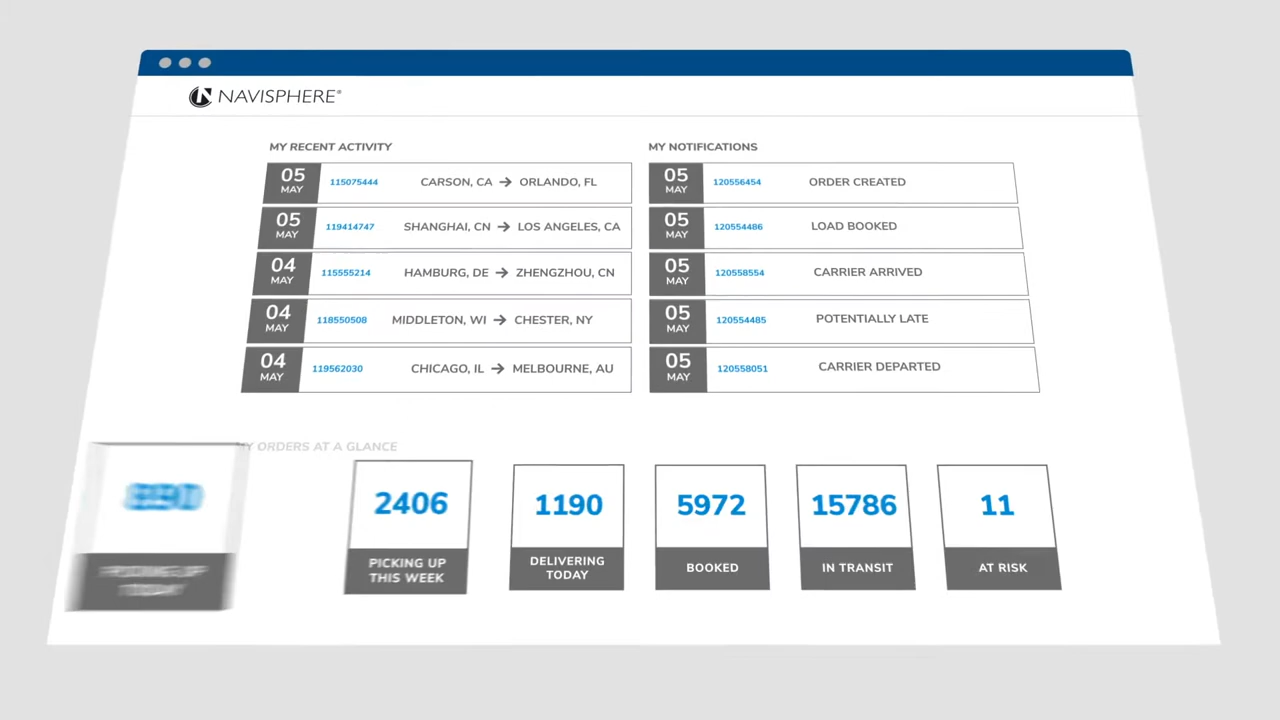 NAVISPHERE®
MY RECENT ACTIVITY
05 MAY 115075444 CARSON, CA → ORLANDO, FL
05 MAY 119414747 SHANGHAI, CN → LOS ANGELES, CA
04 MAY 115555214 HAMBURG, DE → ZHENGZHOU, CN
04 MAY 118550508 MIDDLETON, WI → CHESTER, NY
04 MAY 119562030 CHICAGO, IL → MELBOURNE, AU
MY NOTIFICATIONS
05 MAY 120556454 ORDER CREATED
05 MAY 120554486 LOAD BOOKED
05 MAY 120558554 CARRIER ARRIVED
05 MAY 120554485 POTENTIALLY LATE
05 MAY 120558051 CARRIER DEPARTED
MY ORDERS AT A GLANCE
2406
PICKING UP
THIS WEEK
1190
DELIVERING
TODAY
5972
BOOKED
15786
IN TRANSIT
11
AT RISK